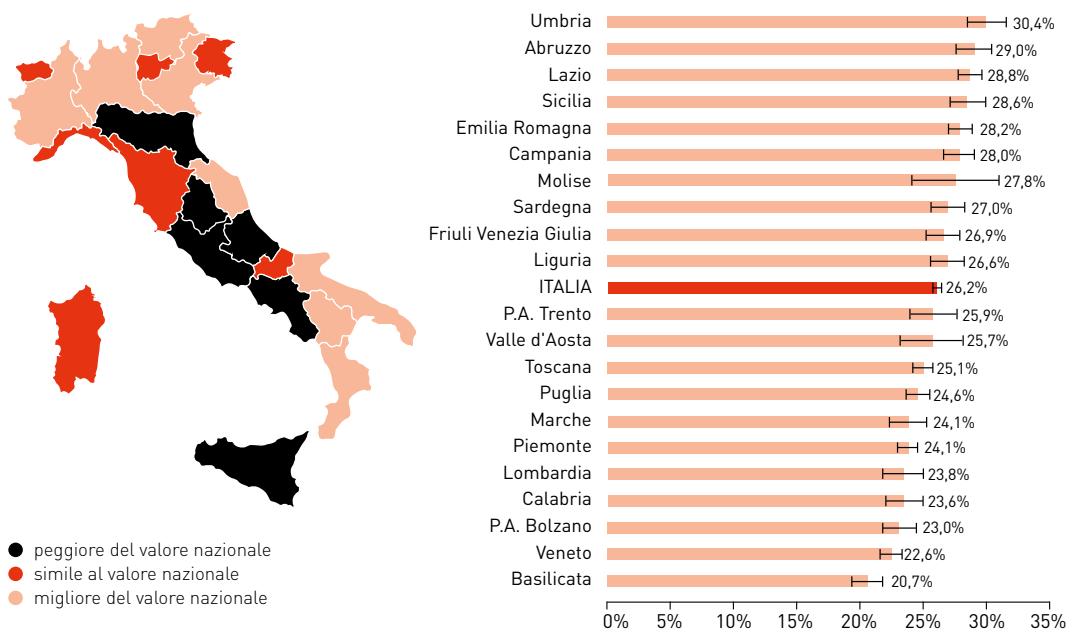 peggiore del valore nazionale
simile al valore nazionale
migliore del valore nazionale
Umbria 30,4%
Abruzzo 29,0%
Lazio 28,8%
Sicilia 28,6%
Emilia Romagna 28,2%
Campania 28,0%
Molise 27,8%
Sardegna 27,0%
Friuli Venezia Giulia 26,9%
Liguria 26,6%
ITALIA 26,2%
P.A. Trento 25,9%
Valle d'Aosta 25,7%
Toscana 25,1%
Puglia 24,6%
Marche 24,1%
Piemonte 24,1%
Lombardia 23,8%
Calabria 23,6%
P.A. Bolzano 23,0%
Veneto 22,6%
Basilicata 20,7%
0% 5% 10% 15% 20% 25% 30% 35%